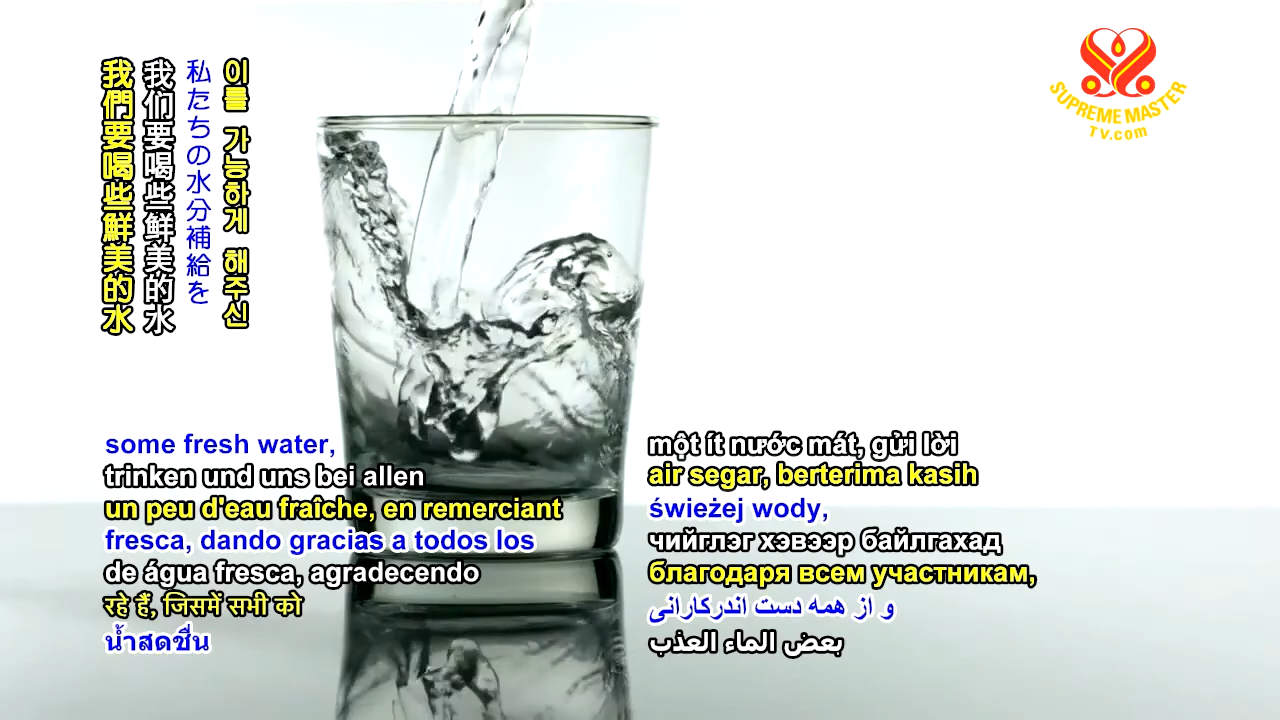 我們要喝些鮮美的水
我们要喝些鲜美的水
私たちの水分補給を
이를 가능하게 해주신
SUPREME MASTER
TV.com
some fresh water,
trinken und uns bei allen
un peu d'eau fraîche, en remerciant
fresca, dando gracias a todos los
de água fresca, agradecendo
रहे हैं, जिसमें सभी को
น้ำสดชื่น
một ít nước mát, gửi lời
air segar, berterima kasih
świeżej wody,
чийглэг хэвээр байлгахад
благодаря всем участникам,
و از همه دست اندرکارانی
بعض الماء العذب